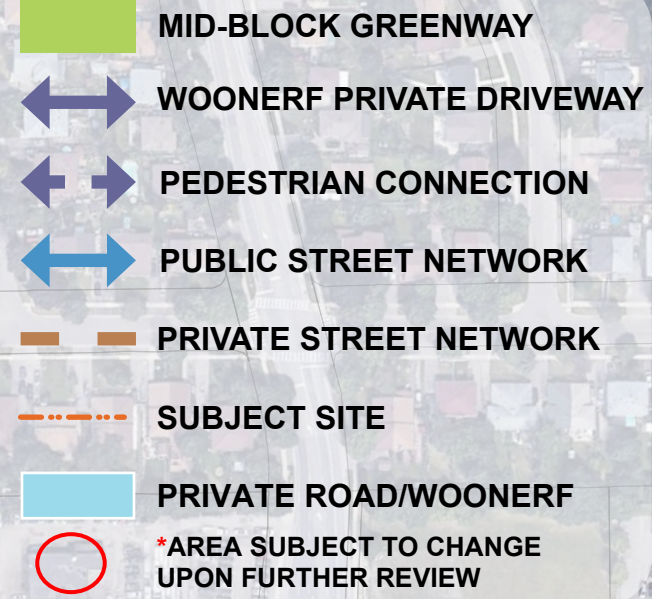 MID-BLOCK GREENWAY
WOONERF PRIVATE DRIVEWAY
PEDESTRIAN CONNECTION
PUBLIC STREET NETWORK
PRIVATE STREET NETWORK
SUBJECT SITE
PRIVATE ROAD/WOONERF
*AREA SUBJECT TO CHANGE
UPON FURTHER REVIEW